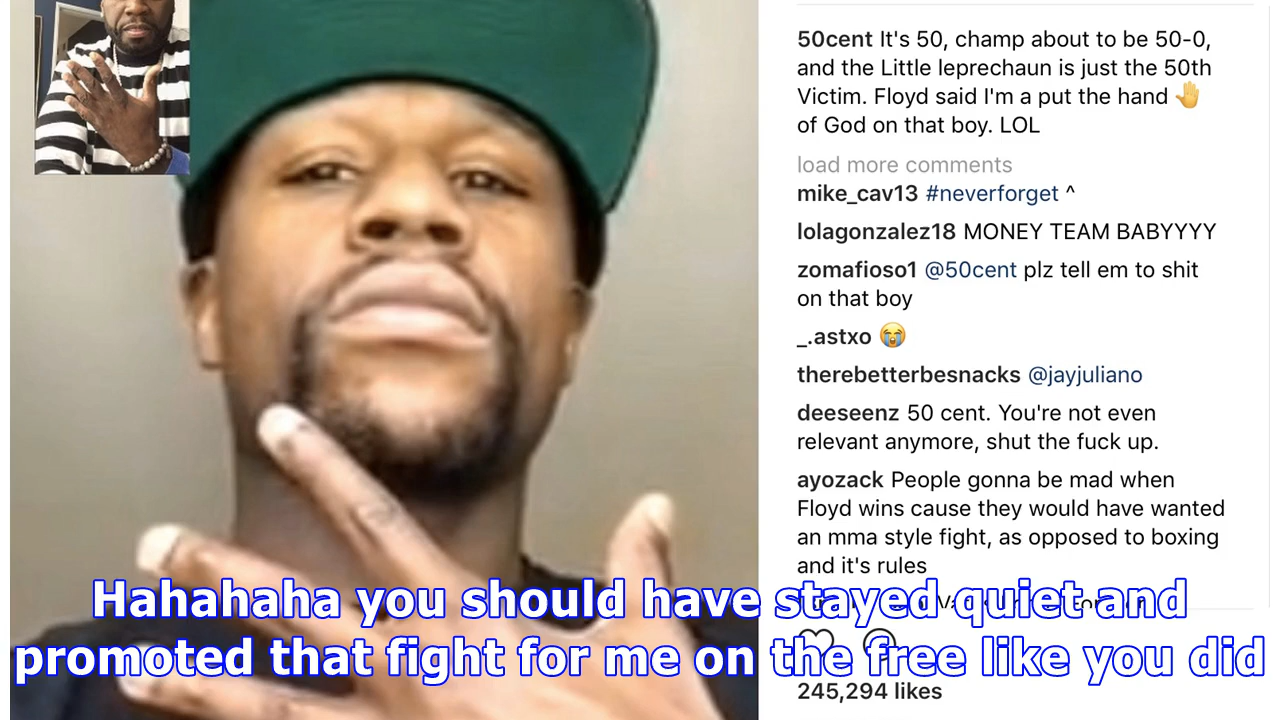 50cent It's 50, champ about to be 50-0,
and the Little leprechaun is just the 50th
Victim. Floyd said I'm a put the hand 🤚
of God on that boy. LOL
load more comments
mike_cav13 #neverforget ^
lolagonzalez18 MONEY TEAM BABYYYY
zomafioso1 @50cent plz tell em to shit
on that boy
_.astxo 😭
therebetterbesnacks @jayjuliano
deeseenz 50 cent. You're not even
relevant anymore, shut the fuck up.
ayozack People gonna be mad when
Floyd wins cause they would have wanted
an mma style fight, as opposed to boxing
and it's rules
Hahahaha you should have stayed quiet and
promoted that fight for me on the free like you did
245,294 likes